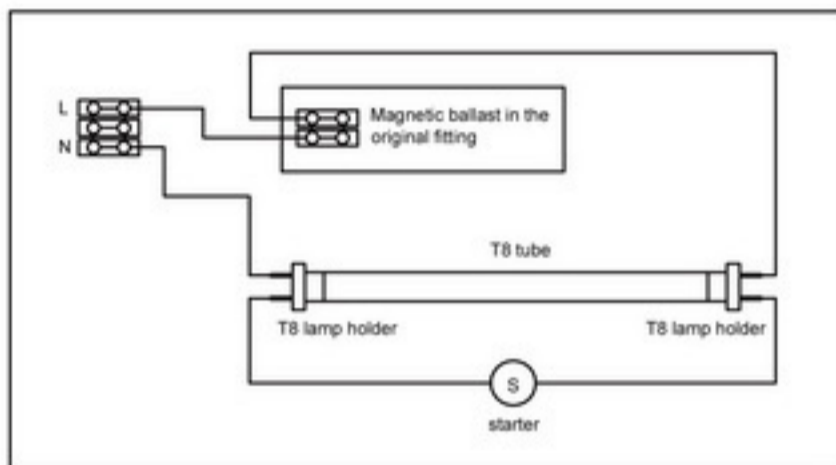 L
N
Magnetic ballast in the
original fitting
T8 tube
T8 lamp holder
T8 lamp holder
S
starter